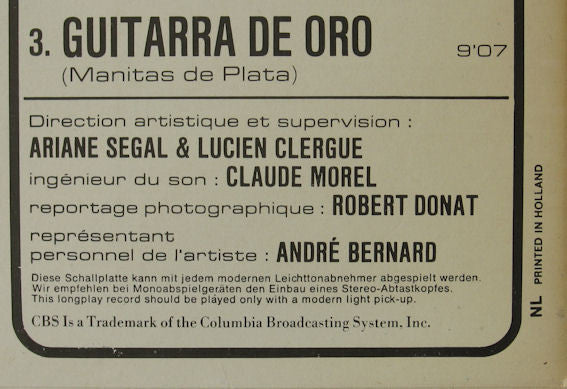 3. GUITARRA DE ORO 9'07
(Manitas de Plata)
Direction artistique et supervision :
ARIANE SEGAL & LUCIEN CLERGUE
ingénieur du son : CLAUDE MOREL
reportage photographique : ROBERT DONAT
représentant
personnel de l'artiste : ANDRÉ BERNARD
Diese Schallplatte kann mit jedem modernen Leichttonabnehmer abgespielt werden.
Wir empfehlen bei Monoabspielgeräten den Einbau eines Stereo-Abtastkopfes.
This longplay record should be played only with a modern light pick-up.
CBS Is a Trademark of the Columbia Broadcasting System, Inc.
NL PRINTED IN HOLLAND